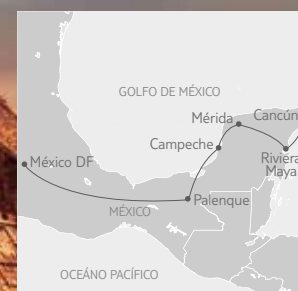 GOLFO DE MÉXICO
Mérida
Cancún
Campeche
Riviera
Maya
México DF
Palenque
MÉXICO
OCEÁNO PACÍFICO